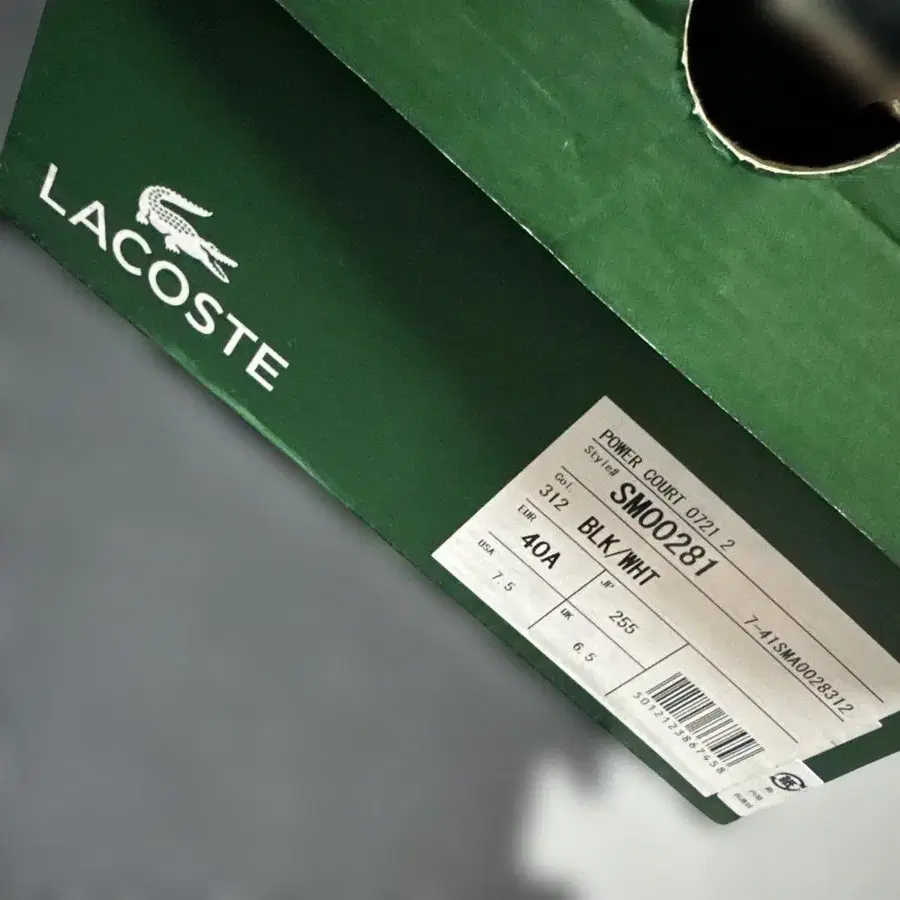 LACOSTE
POWER COURT 0721 2
Style#
SM00281
7-41SMA0028312
Col.
312 BLK/WHT
EUR
40A
JP
255
USA
7.5
UK
6.5
5012123867458